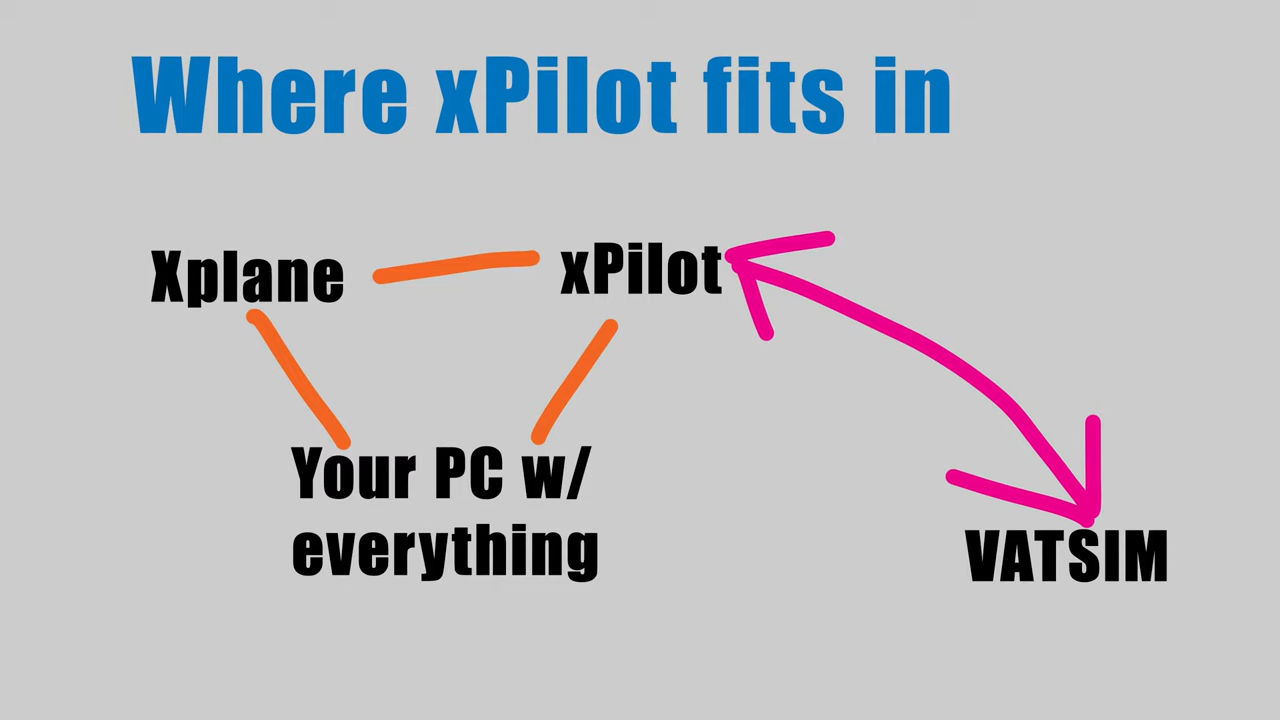 Where xPilot fits in
Xplane
xPilot
Your PC w/
everything
VATSIM